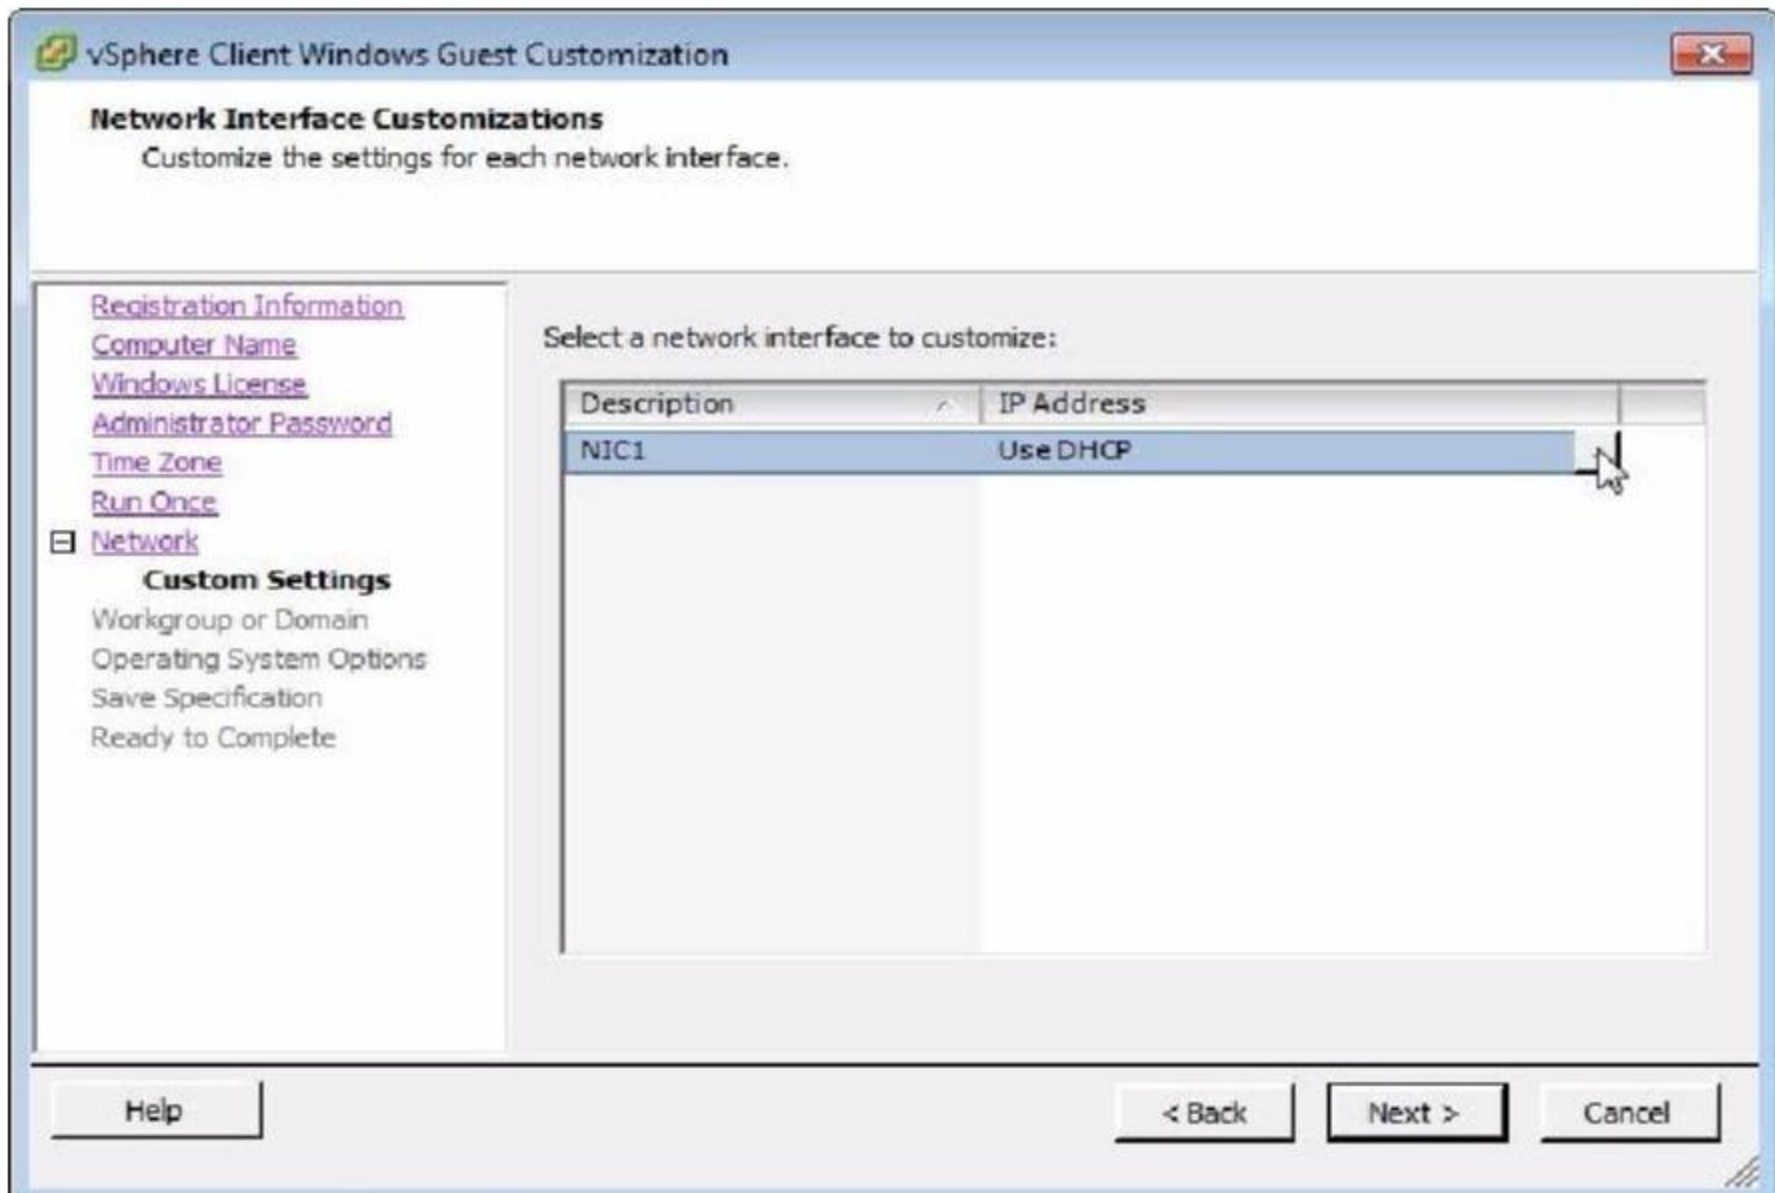 vSphere Client Windows Guest Customization
Network Interface Customizations
Customize the settings for each network interface.
Registration Information
Computer Name
Windows License
Administrator Password
Time Zone
Run Once
Network
Custom Settings
Workgroup or Domain
Operating System Options
Save Specification
Ready to Complete
Select a network interface to customize:
Description IP Address
NIC1 Use DHCP
Help < Back Next > Cancel